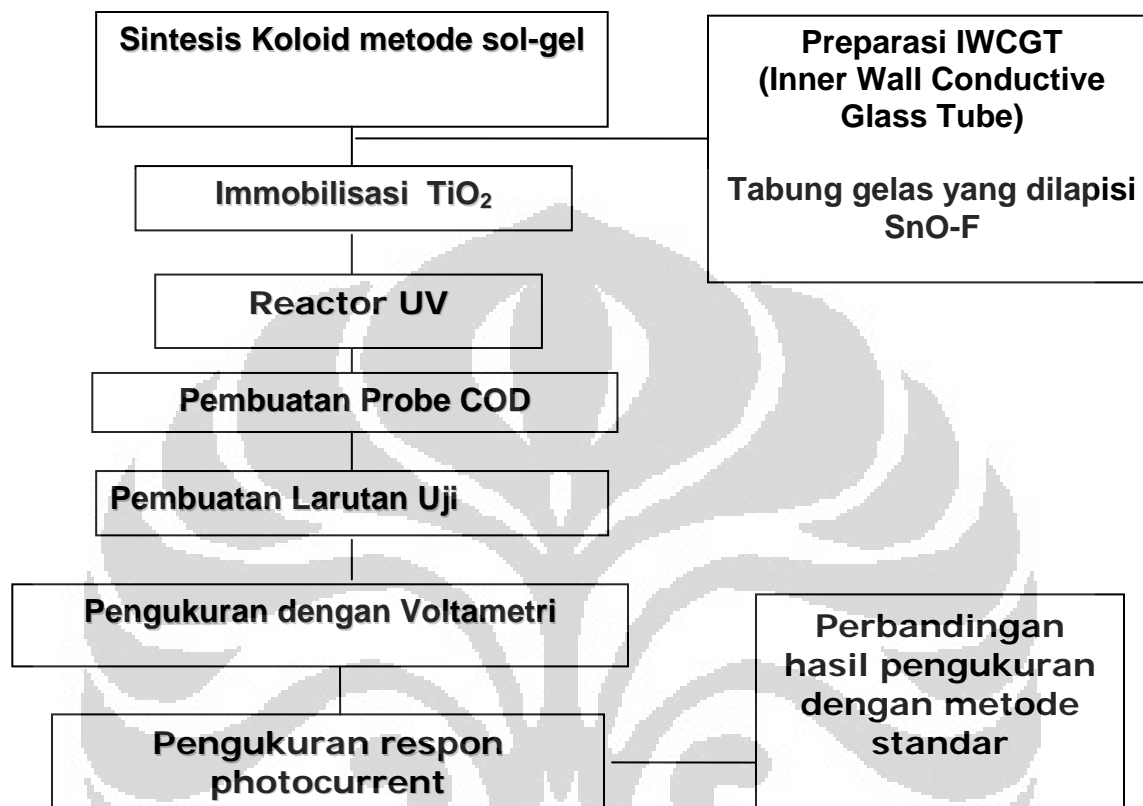 Sintesis Koloid metode sol-gel
Preparasi IWCGT
(Inner Wall Conductive
Glass Tube)
Tabung gelas yang dilapisi
SnO-F
Immobilisasi TiO₂
Reactor UV
Pembuatan Probe COD
Pembuatan Larutan Uji
Pengukuran dengan Voltametri
Pengukuran respon
photocurrent
Perbandingan
hasil pengukuran
dengan metode
standar